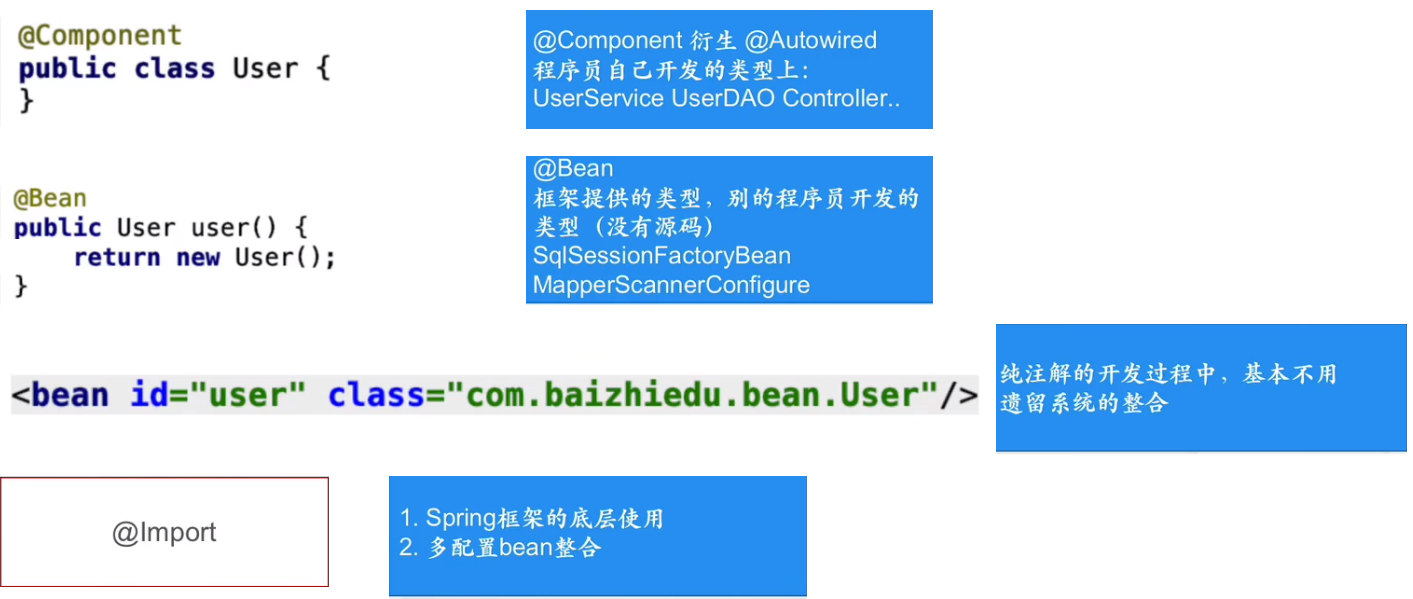 @Component
public class User {
}
@Component 衍生 @Autowired
程序员自己开发的类型上：
UserService UserDAO Controller..
@Bean
public User user() {
return new User();
}
@Bean
框架提供的类型，别的程序员开发的
类型（没有源码）
SqlSessionFactoryBean
MapperScannerConfigure
<bean id="user" class="com.baizhiedu.bean.User"/>
纯注解的开发过程中，基本不用
遗留系统的整合
@Import
1. Spring框架的底层使用
2. 多配置bean整合